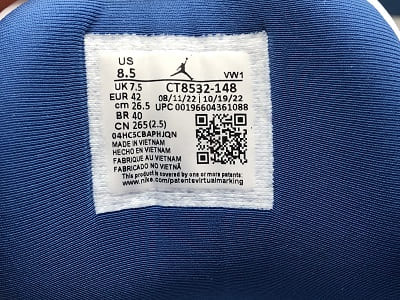 US
8.5 VW1
UK 7.5 CT8532-148
EUR 42 08/11/22 | 10/19/22
cm 26.5 UPC 00196604361088
BR 40
CN 265(2.5)
04HC5CBAPHJQN
MADE IN VIETNAM
HECHO EN VIETNAM
FABRIQUE AU VIETNAM
FABRICADO NO VIETNÃ
This product is covered by one or more patents:
www.nike.com/patentsvirtualmarking